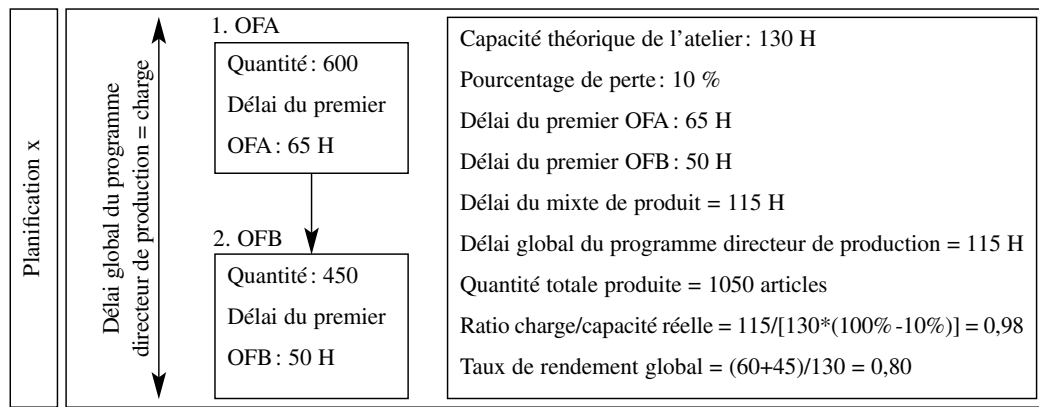 Planification x
Délai global du programme
directeur de production = charge
1. OFA
Quantité : 600
Délai du premier
OFA : 65 H
2. OFB
Quantité : 450
Délai du premier
OFB : 50 H
Capacité théorique de l’atelier : 130 H
Pourcentage de perte : 10 %
Délai du premier OFA : 65 H
Délai du premier OFB : 50 H
Délai du mixte de produit = 115 H
Délai global du programme directeur de production = 115 H
Quantité totale produite = 1050 articles
Ratio charge/capacité réelle = 115/[130*(100% -10%)] = 0,98
Taux de rendement global = (60+45)/130 = 0,80